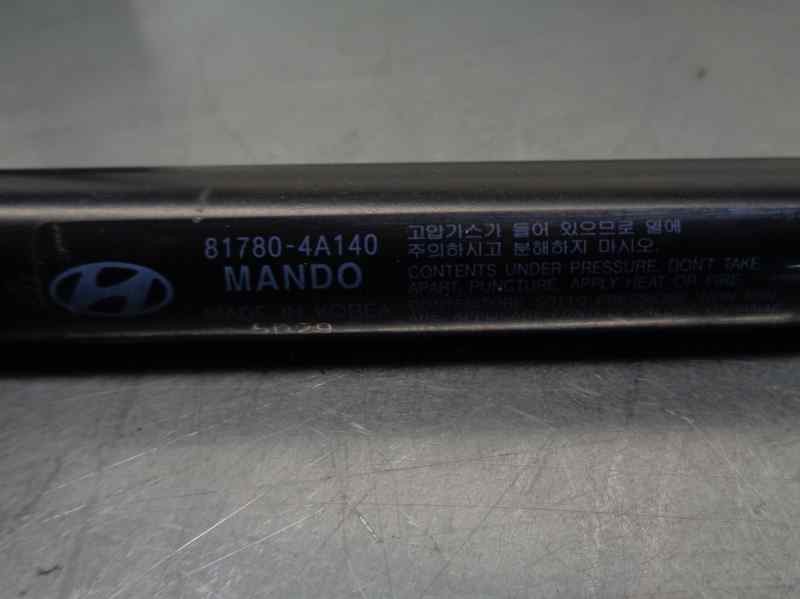 81780-4A140
MANDO
MADE IN KOREA
고압가스가 들어 있으므로 열에
주의하시고 분해하지 마시오.
CONTENTS UNDER PRESSURE, DON'T TAKE
APART, PUNCTURE, APPLY HEAT OR FIRE